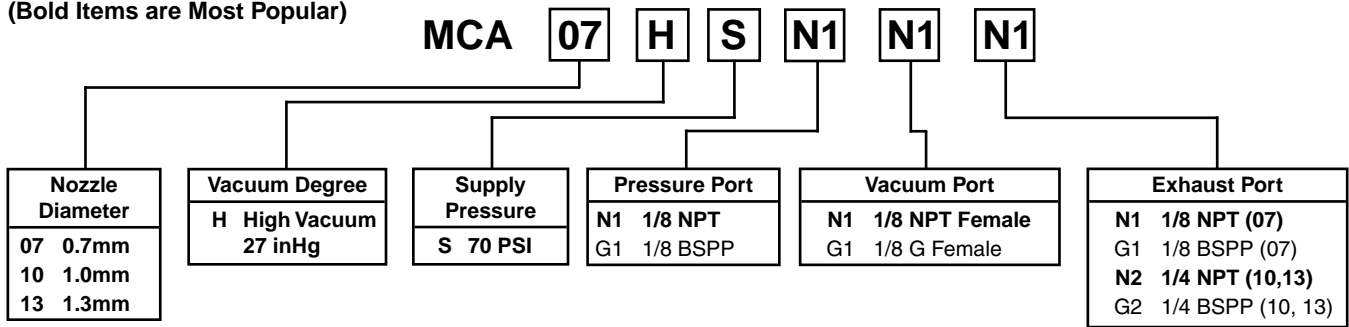 (Bold Items are Most Popular)
MCA 07 H S N1 N1 N1
Nozzle
Diameter
07 0.7mm
10 1.0mm
13 1.3mm
Vacuum Degree
H High Vacuum
27 inHg
Supply
Pressure
S 70 PSI
Pressure Port
N1 1/8 NPT
G1 1/8 BSPP
Vacuum Port
N1 1/8 NPT Female
G1 1/8 G Female
Exhaust Port
N1 1/8 NPT (07)
G1 1/8 BSPP (07)
N2 1/4 NPT (10,13)
G2 1/4 BSPP (10, 13)